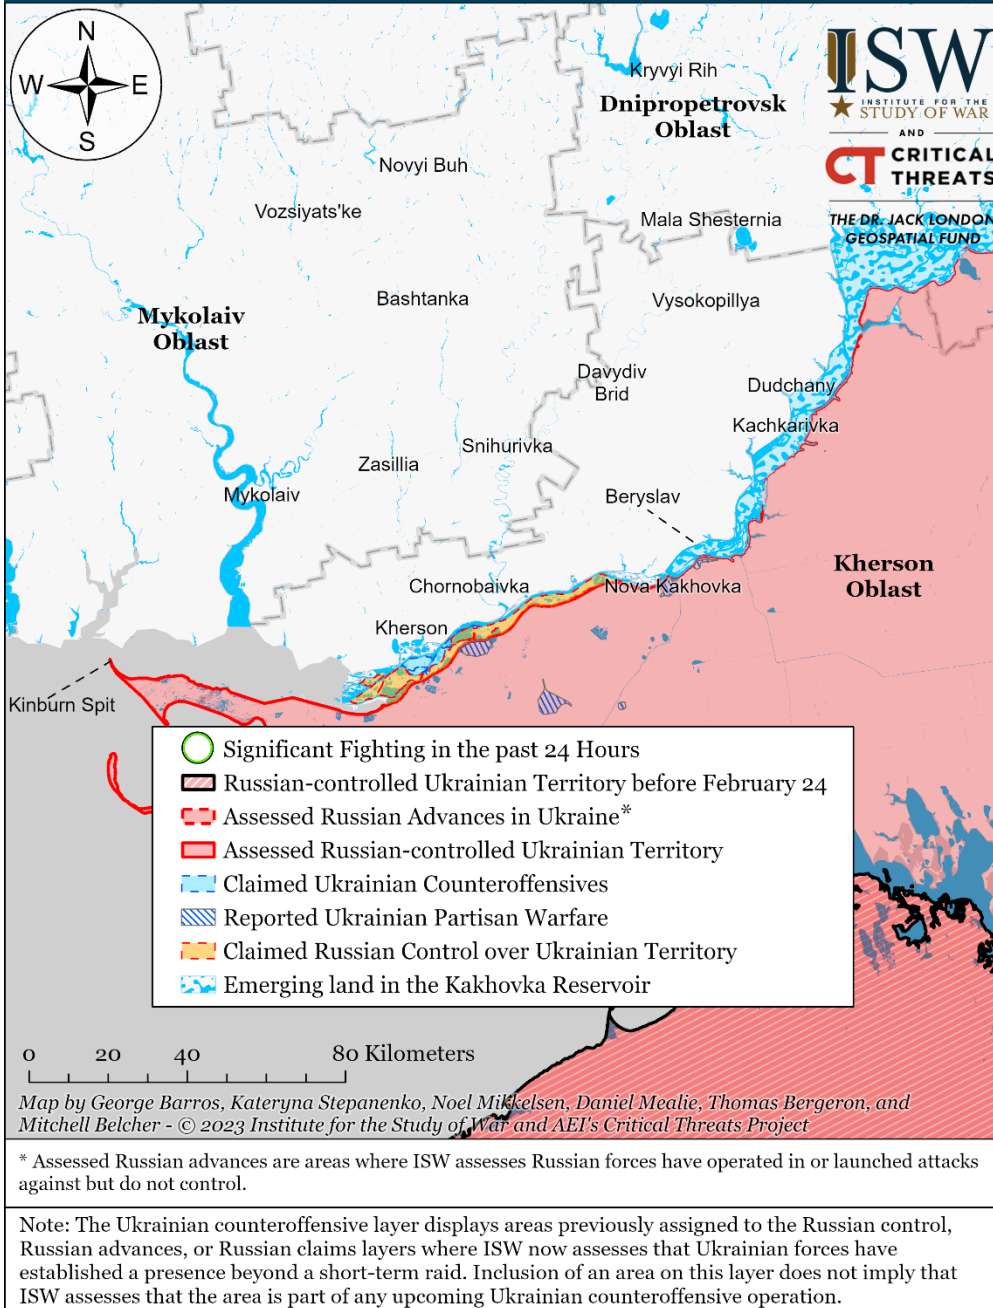 N
W
E
S
ISW
INSTITUTE FOR THE
STUDY OF WAR
AND
CT CRITICAL
THREATS
THE DR. JACK LONDON
GEOSPATIAL FUND
Kryvyi Rih
Dnipropetrovsk
Oblast
Novyi Buh
Vozsiyats'ke
Mala Shesternia
Bashtanka
Vysokopillya
Mykolaiv
Oblast
Davydiv
Brid
Dudchany
Kachkarivka
Snihurivka
Zasillia
Mykolaiv
Beryslav
Kherson
Oblast
Chornobaivka
Nova Kakhovka
Kherson
Kinburn Spit
Significant Fighting in the past 24 Hours
Russian-controlled Ukrainian Territory before February 24
Assessed Russian Advances in Ukraine*
Assessed Russian-controlled Ukrainian Territory
Claimed Ukrainian Counteroffensives
Reported Ukrainian Partisan Warfare
Claimed Russian Control over Ukrainian Territory
Emerging land in the Kakhovka Reservoir
0 20 40 80 Kilometers
Map by George Barros, Kateryna Stepanenko, Noel Mikkelsen, Daniel Mealie, Thomas Bergeron, and
Mitchell Belcher - © 2023 Institute for the Study of War and AEI's Critical Threats Project
* Assessed Russian advances are areas where ISW assesses Russian forces have operated in or launched attacks
against but do not control.
Note: The Ukrainian counteroffensive layer displays areas previously assigned to the Russian control,
Russian advances, or Russian claims layers where ISW now assesses that Ukrainian forces have
established a presence beyond a short-term raid. Inclusion of an area on this layer does not imply that
ISW assesses that the area is part of any upcoming Ukrainian counteroffensive operation.